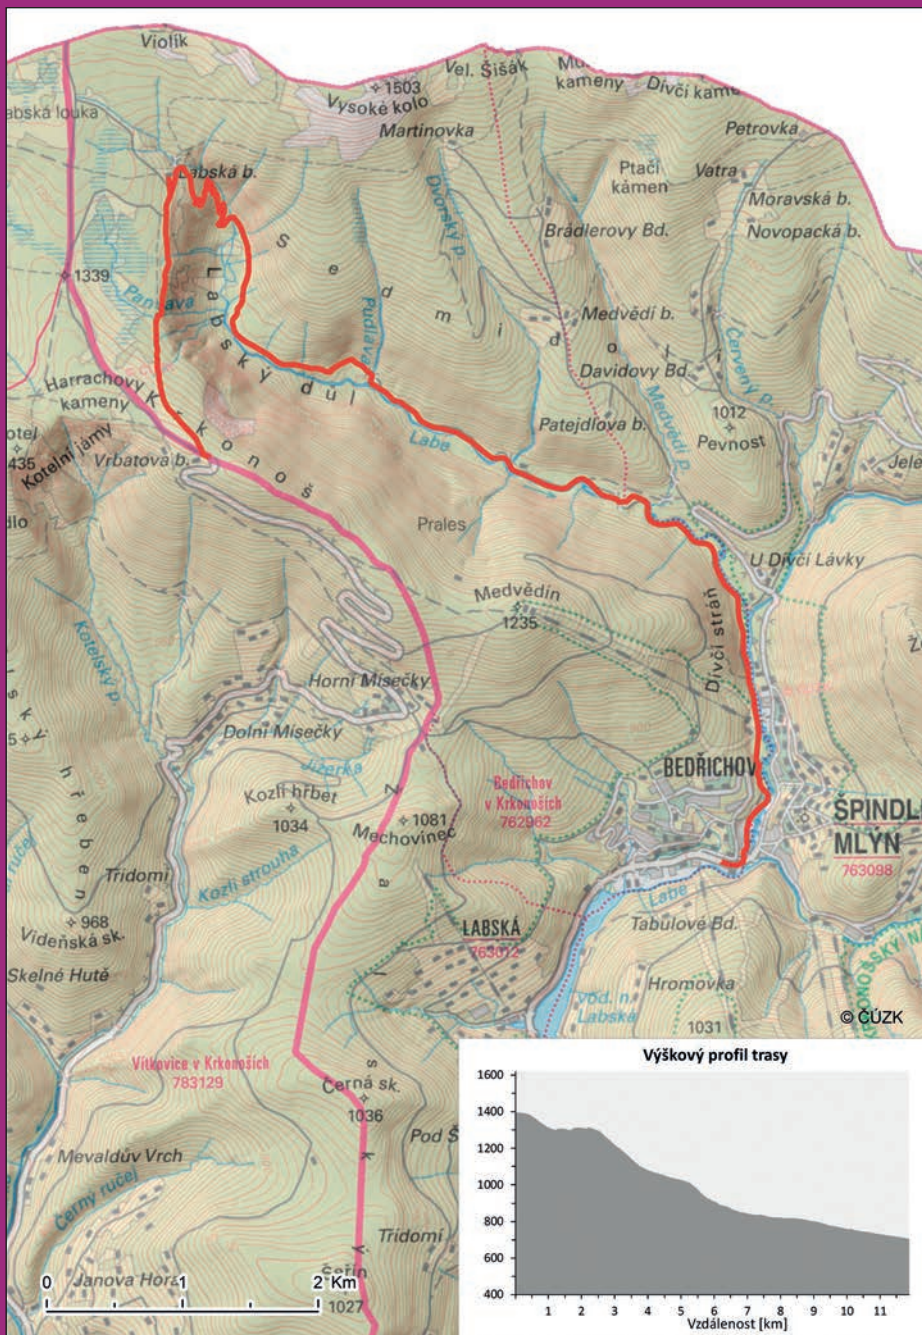 Violík
Vel. Šišák
kameny
Dívčí kam
1503
Vysoké kolo
Martinovka
Petrovka
Labská b.
Ptačí
kámen
Vatra
Moravská b.
Novopacká b.
Dvorský p.
Brádlerovy Bd.
1339
Pančava
Labský důl
Pudlava
Sedmidolí
Medvědí b.
Davidovy Bd.
Červený p.
Medvědí p.
Harrachovy
kameny
Krkonoš
1012
Pevnost
Patejdlova b.
Labe
435
Kotelní jámy
Vrbatova b.
Jele
Prales
U Dívčí Lávky
Medvědín
1235
Dívčí stráň
Kotelský p.
Horní Mísečky
Dolní Mísečky
Jizerka
BEDŘICHOV
Bedřichov
v Krkonoších
762962
Kozlí hřbet
1034
1081
Mechovinec
ŠPINDL
MLÝN
763098
hřeben
Třídomí
Kozlí strouha
Labe
Tabulové Bd.
968
Vídeňská sk.
LABSKÁ
763012
Skelné Hutě
Hromovka
Vod. n.
Labská
1031
© ČÚZK
Vítkovice v Krkonoších
783129
Černá sk.
1036
Pod Š
Mevaldův Vrch
Černý ručej
Třídomí
Janova Hora
1027
0 1 2 Km
Výškový profil trasy
1600
1400
1200
1000
800
600
400
1 2 3 4 5 6 7 8 9 10 11
Vzdálenost [km]